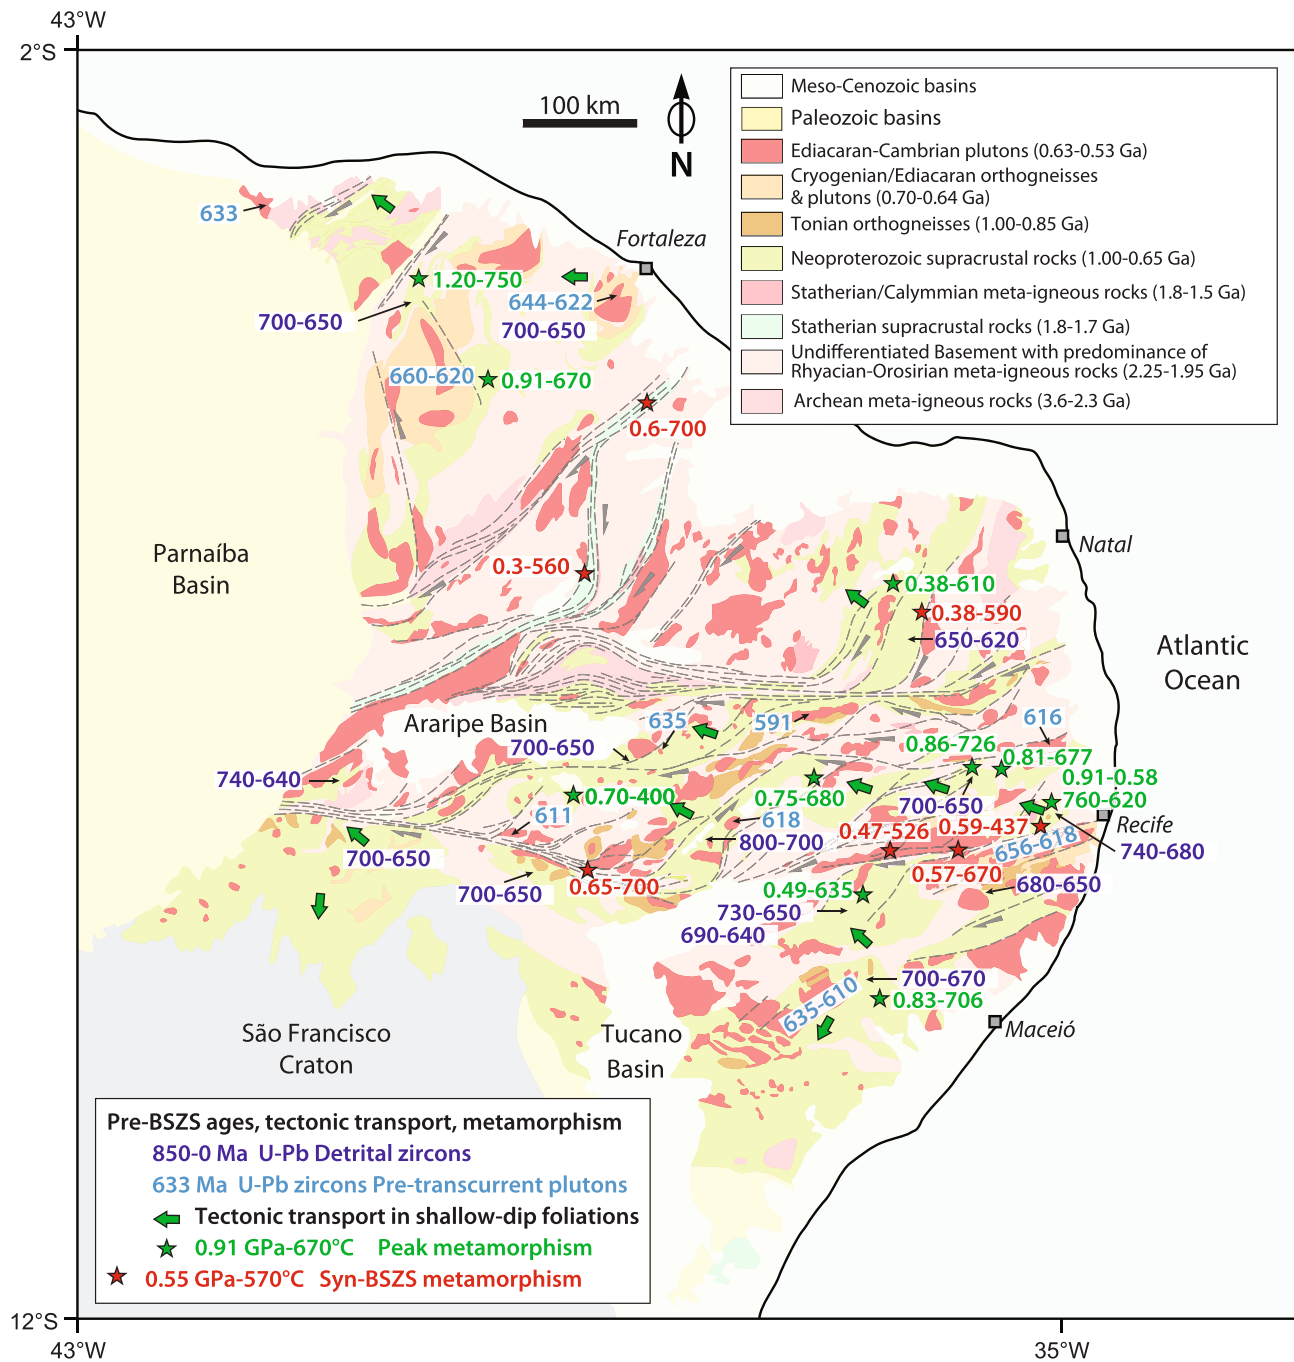 43°W
2°S
100 km
N
Meso-Cenozoic basins
Paleozoic basins
Ediacaran-Cambrian plutons (0.63-0.53 Ga)
Cryogenian/Ediacaran orthogneisses
& plutons (0.70-0.64 Ga)
Tonian orthogneisses (1.00-0.85 Ga)
Neoproterozoic supracrustal rocks (1.00-0.65 Ga)
Statherian/Calymmian meta-igneous rocks (1.8-1.5 Ga)
Statherian supracrustal rocks (1.8-1.7 Ga)
Undifferentiated Basement with predominance of
Rhyacian-Orosirian meta-igneous rocks (2.25-1.95 Ga)
Archean meta-igneous rocks (3.6-2.3 Ga)
633
Fortaleza
1.20-750
644-622
700-650
700-650
660-620
0.91-670
0.6-700
Parnaíba
Basin
0.3-560
Natal
0.38-610
0.38-590
650-620
Atlantic
Ocean
Araripe Basin
635
591
616
700-650
0.86-726
0.81-677
740-640
0.91-0.58
760-620
0.70-400
0.75-680
700-650
611
618
Recife
800-700
0.47-526
0.59-437
656-618
740-680
700-650
700-650
0.65-700
0.57-670
0.49-635
680-650
730-650
690-640
700-670
635-610
0.83-706
Maceió
São Francisco
Craton
Tucano
Basin
Pre-BSZS ages, tectonic transport, metamorphism
850-0 Ma U-Pb Detrital zircons
633 Ma U-Pb zircons Pre-transcurrent plutons
Tectonic transport in shallow-dip foliations
0.91 GPa-670°C Peak metamorphism
0.55 GPa-570°C Syn-BSZS metamorphism
12°S
43°W
35°W